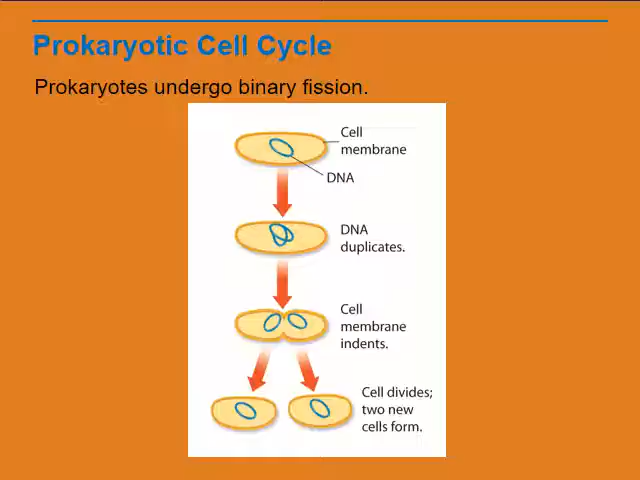 Prokaryotic Cell Cycle
Prokaryotes undergo binary fission.
Cell
membrane
DNA
DNA
duplicates.
Cell
membrane
indents.
Cell divides;
two new
cells form.